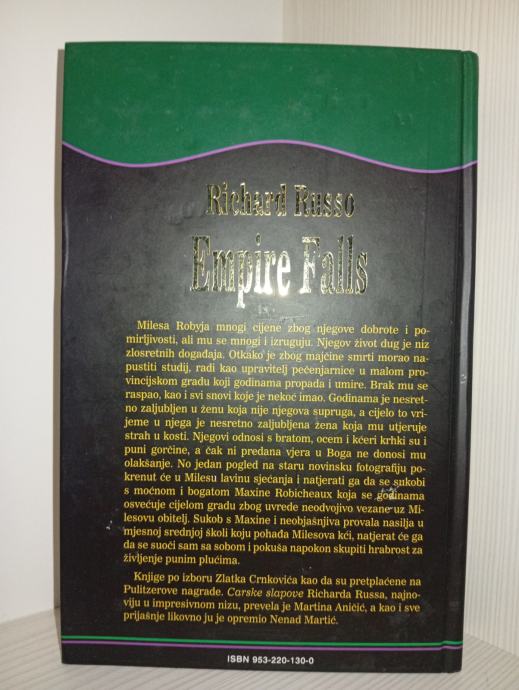 Richard Russo
Empire Falls
Milesa Robyja mnogi cijene zbog njegove dobrote i po-
mirljivosti, ali mu se mnogi i izruguju. Njegov život dug je niz
zlosretnih događaja. Otkako je zbog majčine smrti morao na-
pustiti studij, radi kao upravitelj pečenjarnice u malom pro-
vincijskom gradu koji godinama propada i umire. Brak mu se
raspao, kao i svi snovi koje je nekoć imao. Godinama je nesret-
no zaljubljen u ženu koja nije njegova supruga, a cijelo to vri-
jeme u njega je nesretno zaljubljena žena koja mu utjeruje
strah u kosti. Njegovi odnosi s bratom, ocem i kćeri krhki su i
puni gorčine, a čak ni predana vjera u Boga ne donosi mu
olakšanje. No jedan pogled na staru novinsku fotografiju po-
krenut će u Milesu lavinu sjećanja i natjerati ga da se sukobi
s moćnom i bogatom Maxine Robicheaux koja se godinama
osvećuje cijelom gradu zbog uvrede neodvojivo vezane uz Mi-
lesovu obitelj. Sukob s Maxine i neobjašnjiva provala nasilja u
mjesnoj srednjoj školi koju pohađa Milesova kći, natjerat će ga
da se suoči sam sa sobom i pokuša napokon skupiti hrabrost za
življenje punim plućima.
Knjige po izboru Zlatka Crnkovića kao da su pretplaćene na
Pulitzerove nagrade. Carske slapove Richarda Russa, najno-
viju u impresivnom nizu, prevela je Martina Aničić, a kao i sve
prijašnje likovno ju je opremio Nenad Martić.
ISBN 953-220-130-0